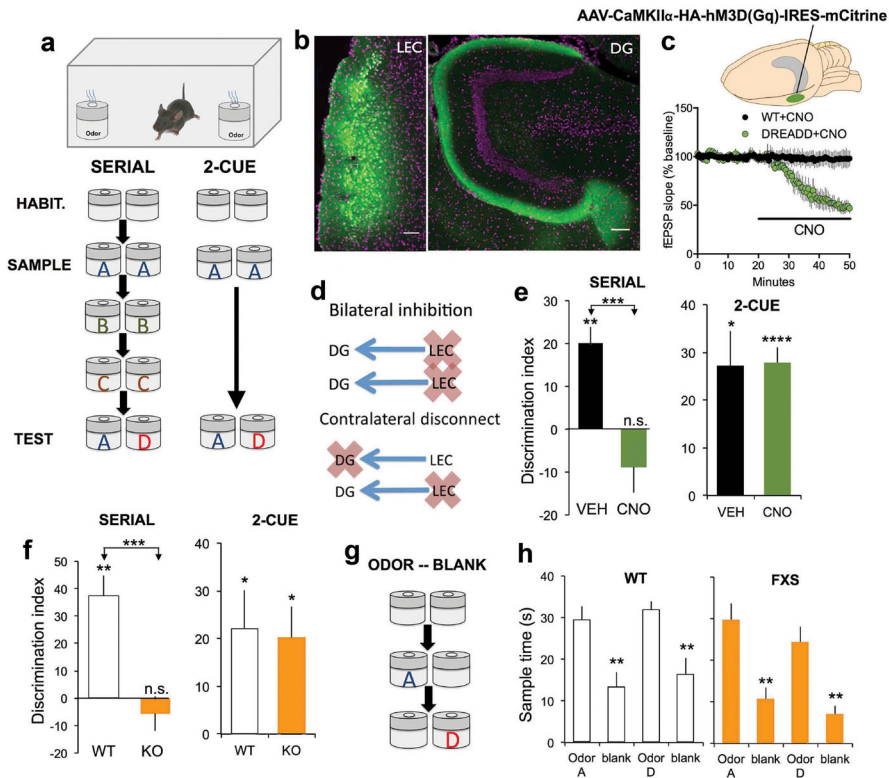 AAV-CaMKIIα-HA-hM3D(Gq)-IRES-mCitrine
a
Odor
Odor
SERIAL 2-CUE
HABIT.
SAMPLE
A A A A
B B
C C
TEST
A D A D
b
LEC
DG
c
WT+CNO
DREADD+CNO
fEPSP slope (% baseline)
150
100
50
0
CNO
0 10 20 30 40 50
Minutes
d
Bilateral inhibition
DG LEC
DG LEC
Contralateral disconnect
DG LEC
DG LEC
e
SERIAL
Discrimination index
30
20
10
0
-10
-20
***
**
n.s.
VEH CNO
2-CUE
40
30
20
10
0
*
****
VEH CNO
f
SERIAL
Discrimination index
50
40
30
20
10
0
-10
-20
***
**
n.s.
WT KO
2-CUE
40
30
20
10
0
*
*
WT KO
g
ODOR -- BLANK
A
D
h
Sample time (s)
WT
40
30
20
10
0
**
**
Odor A blank Odor D blank
FXS
**
**
Odor A blank Odor D blank